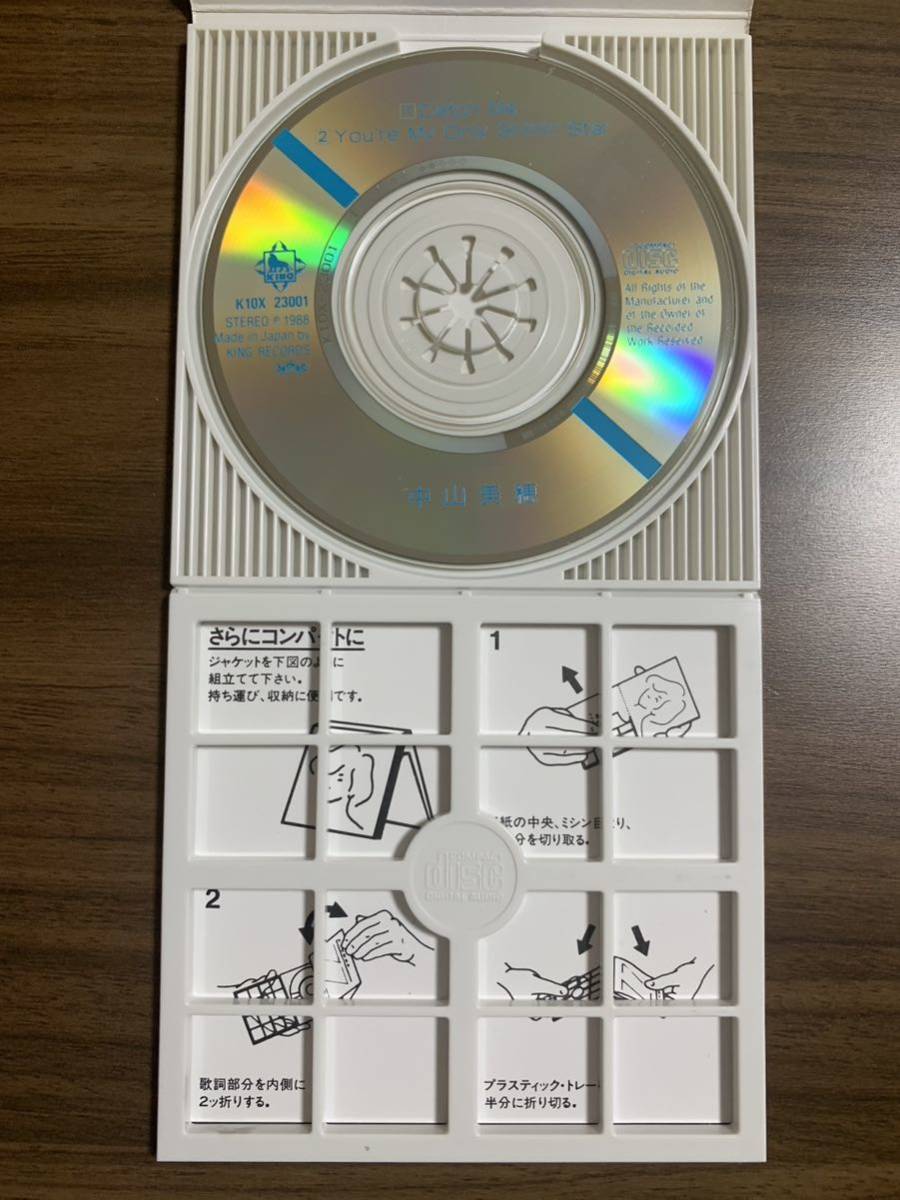 1 Catch Me
2 You're My Only Shinin' Star
KING
K10X 23001
STEREO ℗ 1988
Made in Japan by
KING RECORDS
COMPACT
disc
DIGITAL AUDIO
All Rights of the
Manufacturer and
of the Owner of
the Recorded
Work Reserved
中山美穂
さらにコンパ トに
ジャケットを下図の に
組立てて下さい。
持ち運び、収納に便 です。
1
紙の中央、ミシン目 り、
分を切り取る。
COMPACT
disc
DIGITAL AUDIO
2
歌詞部分を内側に
2ッ折りする。
プラスティック・トレー
半分に折り切る。